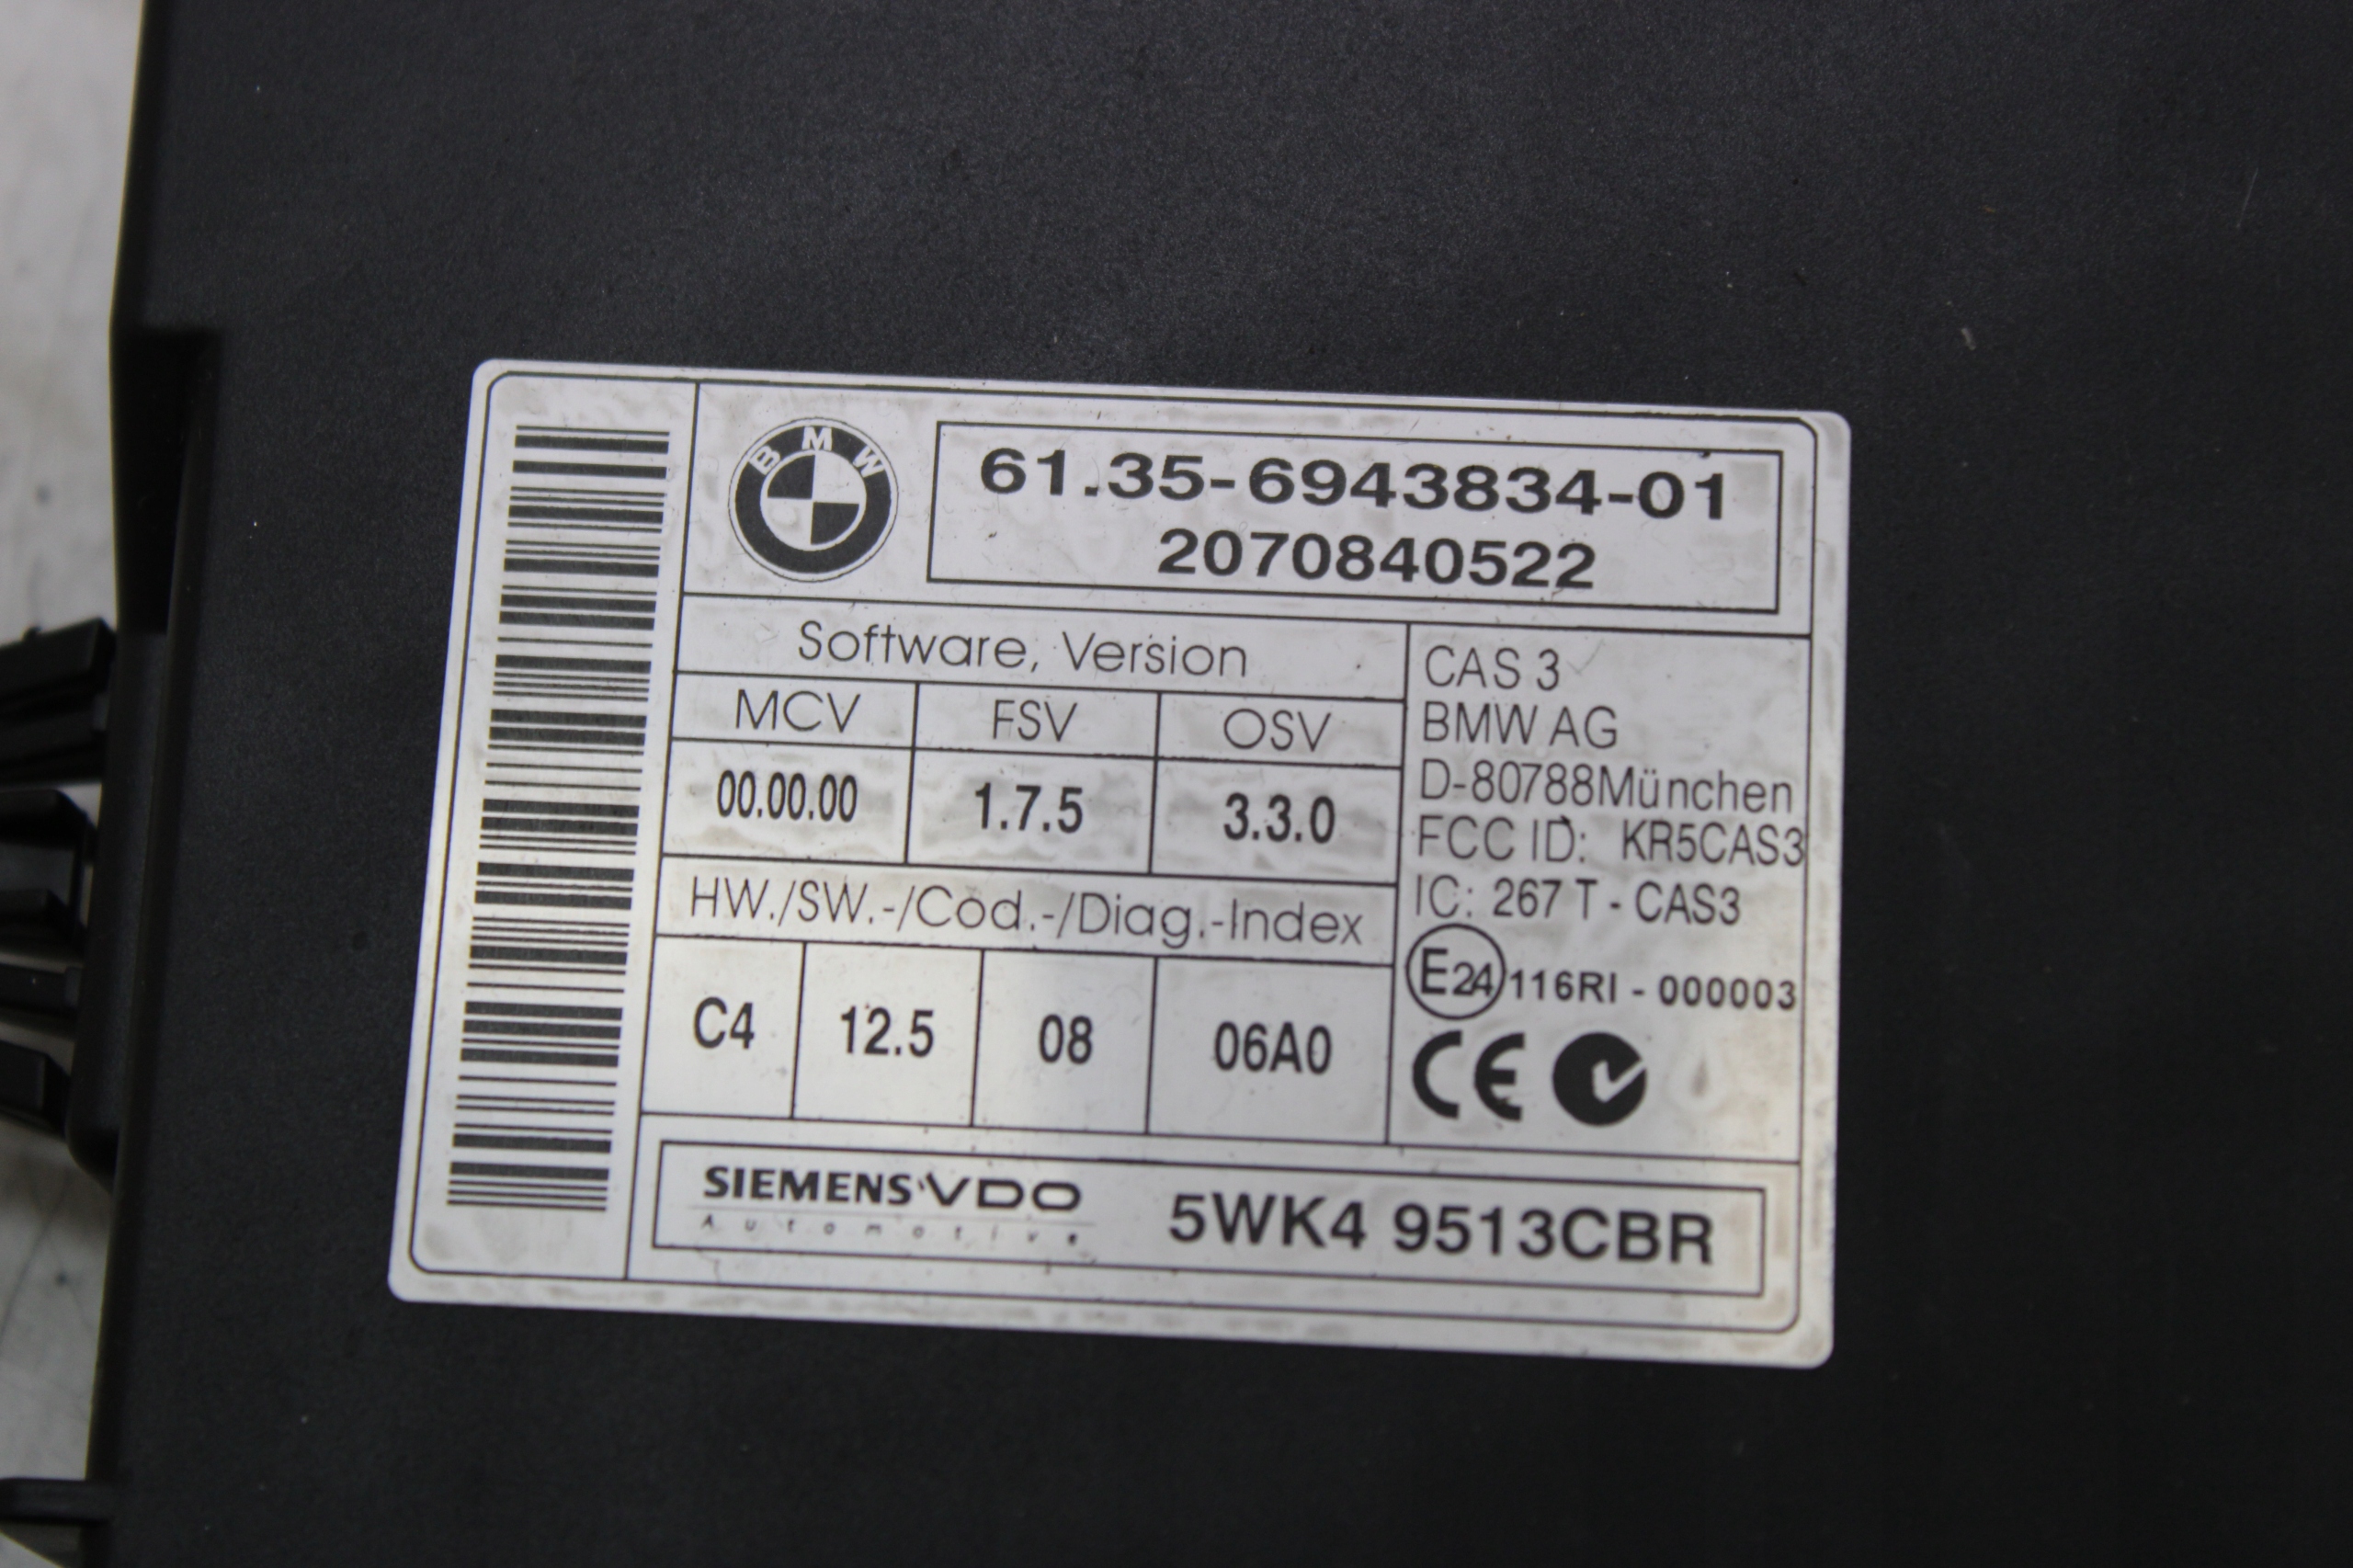 BMW
61.35-6943834-01
2070840522
Software, Version
MCV FSV OSV
00.00.00 1.7.5 3.3.0
HW./SW.-/Cod.-/Diag.-Index
C4 12.5 08 06A0
CAS 3
BMW AG
D-80788München
FCC ID: KR5CAS3
IC: 267 T - CAS3
E24 116RI - 000003
CE
SIEMENS VDO
Automotive
5WK4 9513CBR